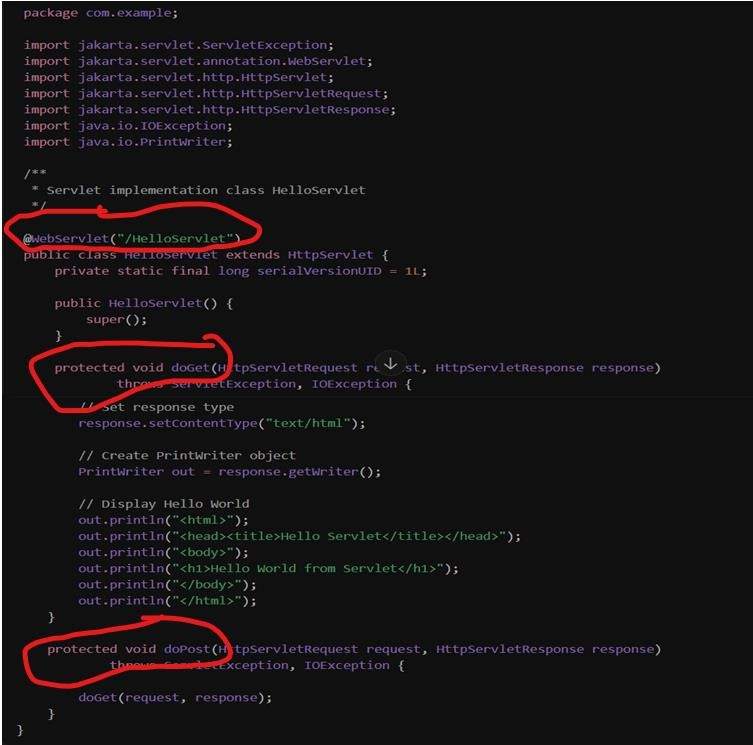 package com.example;
import jakarta.servlet.ServletException;
import jakarta.servlet.annotation.WebServlet;
import jakarta.servlet.http.HttpServlet;
import jakarta.servlet.http.HttpServletRequest;
import jakarta.servlet.http.HttpServletResponse;
import java.io.IOException;
import java.io.PrintWriter;
/**
 * Servlet implementation class HelloServlet
 */
@WebServlet("/HelloServlet")
public class HelloServlet extends HttpServlet {
    private static final long serialVersionUID = 1L;
    public HelloServlet() {
        super();
    }
    protected void doGet(HttpServletRequest request, HttpServletResponse response)
            throws ServletException, IOException {
        // Set response type
        response.setContentType("text/html");
        // Create PrintWriter object
        PrintWriter out = response.getWriter();
        // Display Hello World
        out.println("<html>");
        out.println("<head><title>Hello Servlet</title></head>");
        out.println("<body>");
        out.println("<h1>Hello World from Servlet</h1>");
        out.println("</body>");
        out.println("</html>");
    }
    protected void doPost(HttpServletRequest request, HttpServletResponse response)
            throws ServletException, IOException {
        doGet(request, response);
    }
}